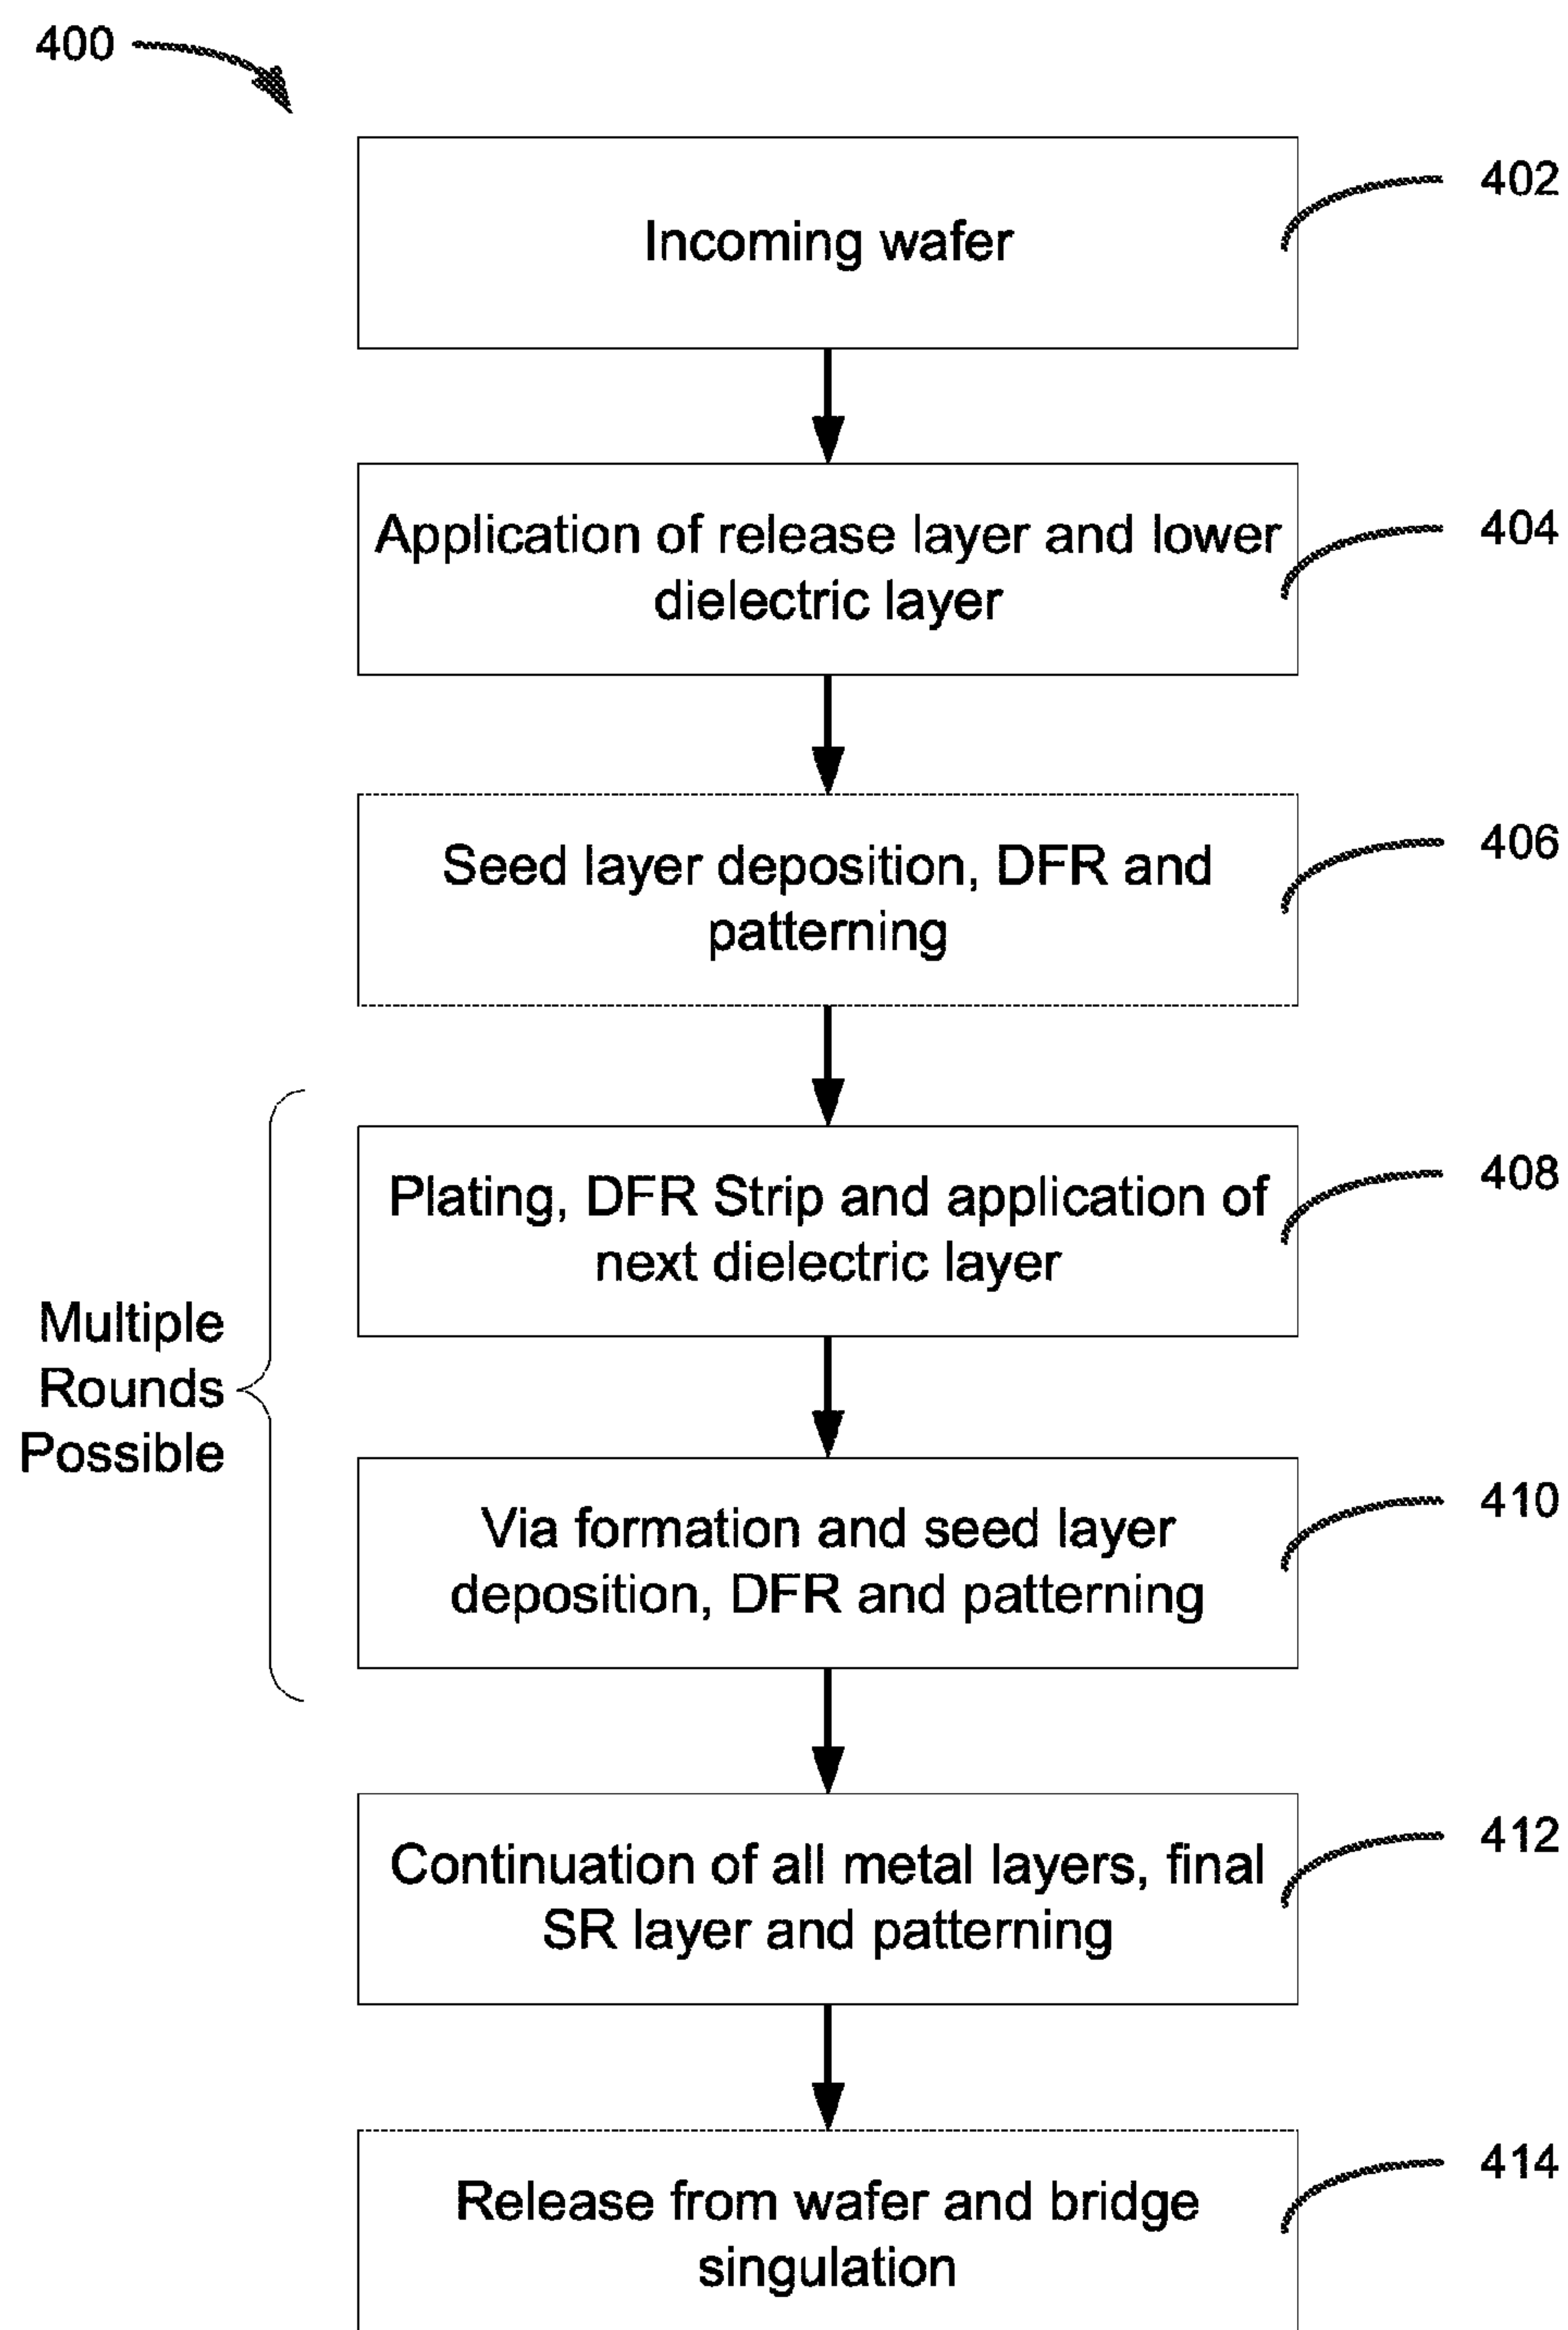 400
402
Incoming wafer
404
Application of release layer and lower
dielectric layer
406
Seed layer deposition, DFR and
patterning
408
Plating, DFR Strip and application of
next dielectric layer
Multiple
Rounds
Possible
410
Via formation and seed layer
deposition, DFR and patterning
412
Continuation of all metal layers, final
SR layer and patterning
414
Release from wafer and bridge
singulation